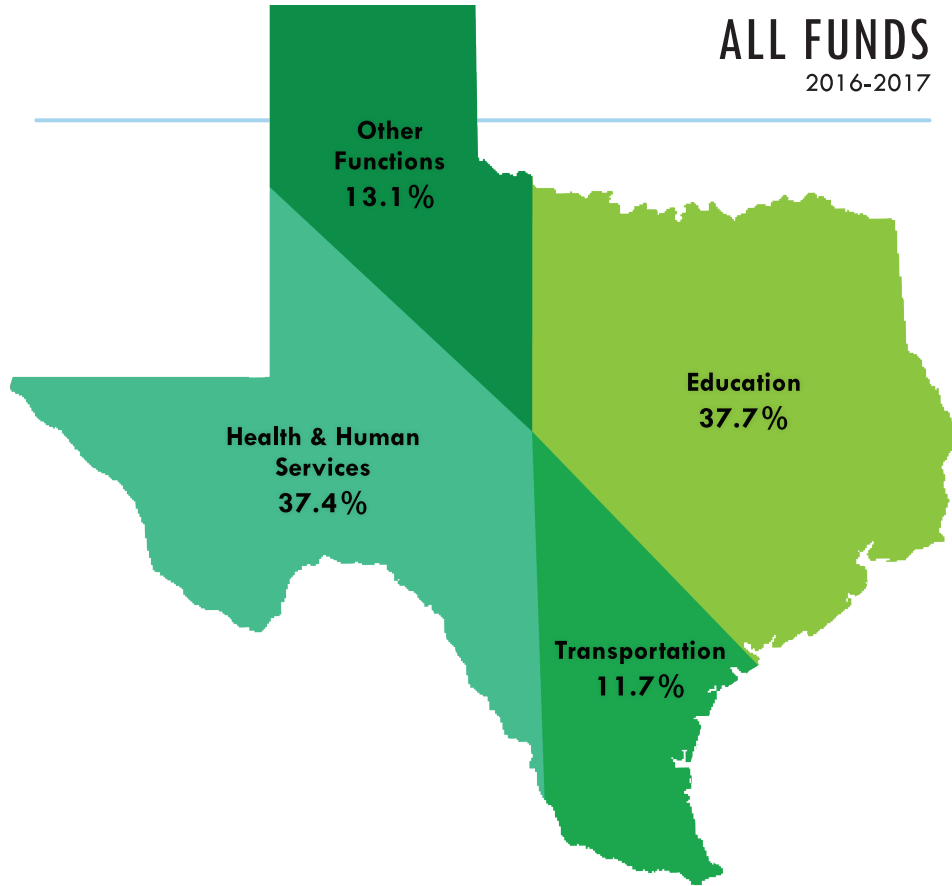 ALL FUNDS
2016-2017
Other
Functions
13.1%
Education
37.7%
Health & Human
Services
37.4%
Transportation
11.7%